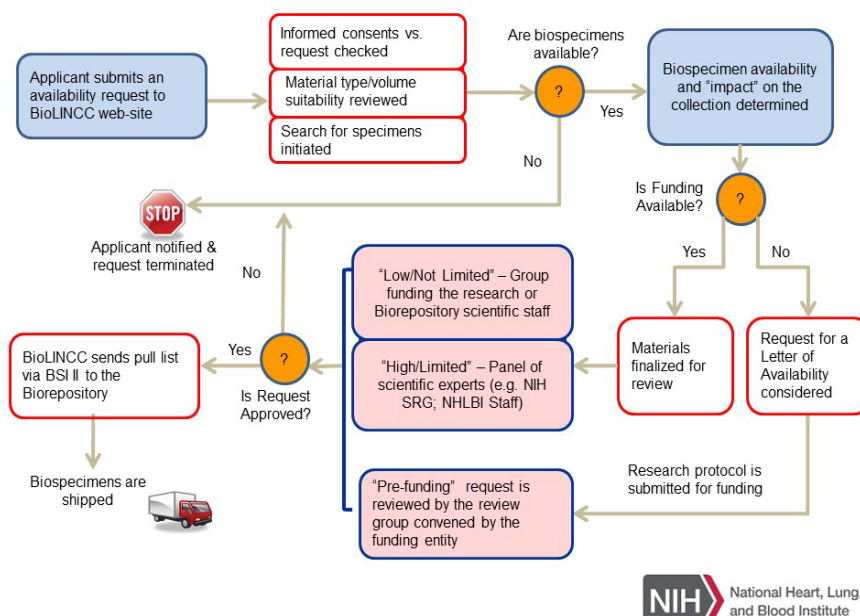 Applicant submits an
availability request to
BioLINCC web-site
Informed consents vs.
request checked
Material type/volume
suitability reviewed
Search for specimens
initiated
Are biospecimens
available?
?
Yes
No
Biospecimen availability
and “impact” on the
collection determined
Is Funding
Available?
?
Yes
No
STOP
Applicant notified &
request terminated
No
“Low/Not Limited” – Group
funding the research or
Biorepository scientific staff
“High/Limited” – Panel of
scientific experts (e.g. NIH
SRG; NHLBI Staff)
Materials
finalized for
review
Request for a
Letter of
Availability
considered
BioLINCC sends pull list
via BSI II to the
Biorepository
Yes
?
Is Request
Approved?
Biospecimens are
shipped
“Pre-funding” request is
reviewed by the review
group convened by the
funding entity
Research protocol is
submitted for funding
NIH
National Heart, Lung,
and Blood Institute